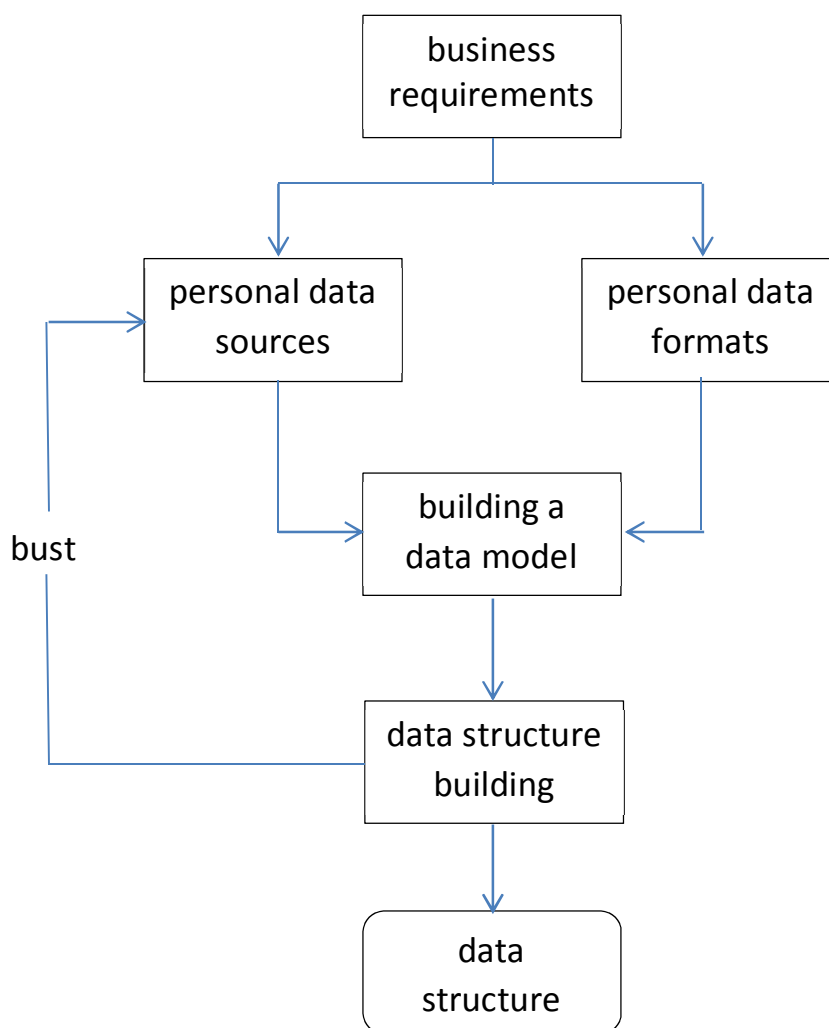 business
requirements
personal data
sources
personal data
formats
building a
data model
bust
data structure
building
data
structure